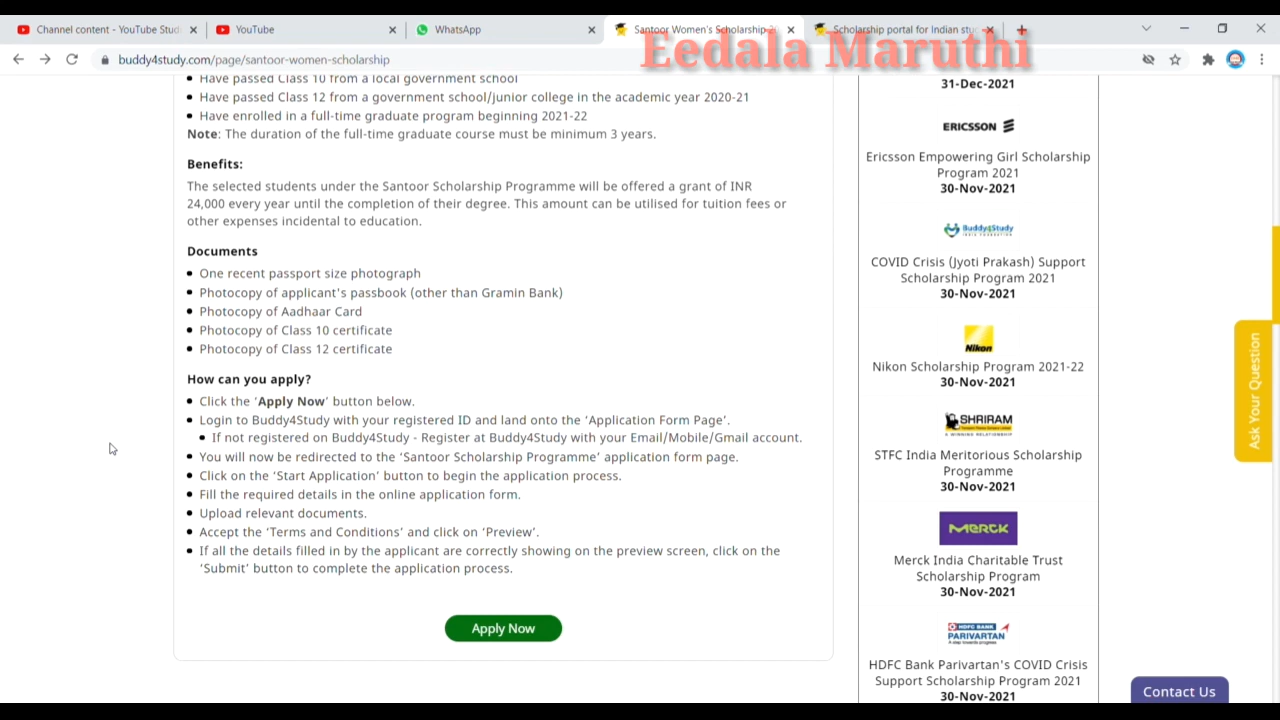 Channel content - YouTube Stud
YouTube
WhatsApp
Santoor Women's Scholarship 2
Scholarship portal for Indian stu
Eedala Maruthi
buddy4study.com/page/santoor-women-scholarship
Have passed Class 10 from a local government school
Have passed Class 12 from a government school/junior college in the academic year 2020-21
Have enrolled in a full-time graduate program beginning 2021-22
Note: The duration of the full-time graduate course must be minimum 3 years.
Benefits:
The selected students under the Santoor Scholarship Programme will be offered a grant of INR
24,000 every year until the completion of their degree. This amount can be utilised for tuition fees or
other expenses incidental to education.
Documents
One recent passport size photograph
Photocopy of applicant's passbook (other than Gramin Bank)
Photocopy of Aadhaar Card
Photocopy of Class 10 certificate
Photocopy of Class 12 certificate
How can you apply?
Click the 'Apply Now' button below.
Login to Buddy4Study with your registered ID and land onto the 'Application Form Page'.
If not registered on Buddy4Study - Register at Buddy4Study with your Email/Mobile/Gmail account.
You will now be redirected to the 'Santoor Scholarship Programme' application form page.
Click on the 'Start Application' button to begin the application process.
Fill the required details in the online application form.
Upload relevant documents.
Accept the 'Terms and Conditions' and click on 'Preview'.
If all the details filled in by the applicant are correctly showing on the preview screen, click on the
'Submit' button to complete the application process.
Apply Now
31-Dec-2021
ERICSSON
Ericsson Empowering Girl Scholarship
Program 2021
30-Nov-2021
Buddy4Study
COVID Crisis (Jyoti Prakash) Support
Scholarship Program 2021
30-Nov-2021
Nikon
Nikon Scholarship Program 2021-22
30-Nov-2021
SHRIRAM
STFC India Meritorious Scholarship
Programme
30-Nov-2021
MERCK
Merck India Charitable Trust
Scholarship Program
30-Nov-2021
HDFC BANK
PARIVARTAN
HDFC Bank Parivartan's COVID Crisis
Support Scholarship Program 2021
30-Nov-2021
Ask Your Question
Contact Us